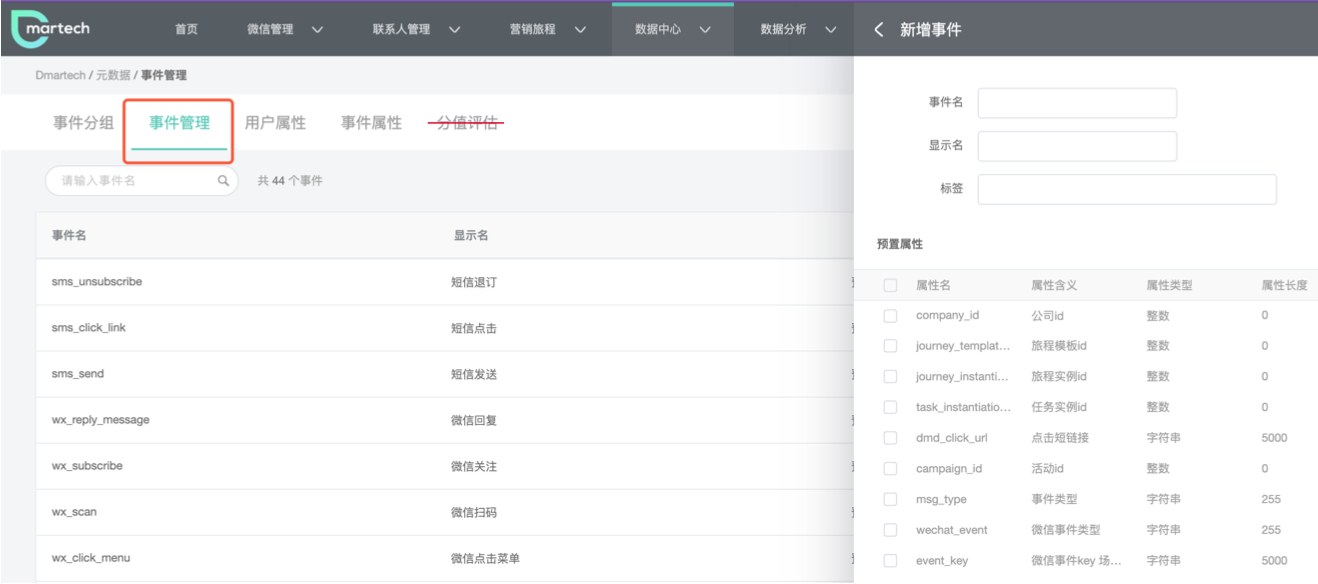 Dmartech 首页 微信管理 联系人管理 营销旅程 数据中心 数据分析
Dmartech / 元数据 / 事件管理
事件分组 事件管理 用户属性 事件属性 分值评估
请输入事件名 共 44 个事件
事件名 显示名
sms_unsubscribe 短信退订
sms_click_link 短信点击
sms_send 短信发送
wx_reply_message 微信回复
wx_subscribe 微信关注
wx_scan 微信扫码
wx_click_menu 微信点击菜单
新增事件
事件名
显示名
标签
预置属性
属性名 属性含义 属性类型 属性长度
company_id 公司id 整数 0
journey_templat... 旅程模板id 整数 0
journey_instanti... 旅程实例id 整数 0
task_instantiatio... 任务实例id 整数 0
dmd_click_url 点击短链接 字符串 5000
campaign_id 活动id 整数 0
msg_type 事件类型 字符串 255
wechat_event 微信事件类型 字符串 255
event_key 微信事件key 场... 字符串 5000